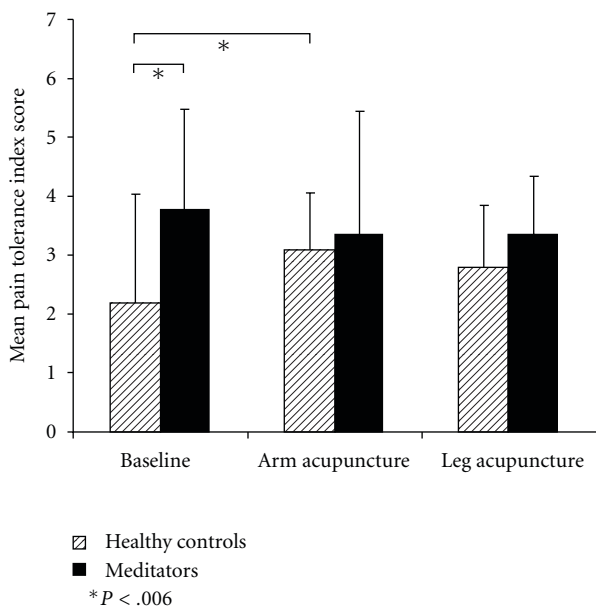 7
6
5
4
3
2
1
0
Mean pain tolerance index score
*
*
Baseline
Arm acupuncture
Leg acupuncture
Healthy controls
Meditators
*P < .006